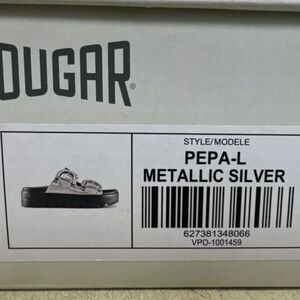 OUGAR®
STYLE/MODELE
PEPA-L
METALLIC SILVER
627381348066
VPO-1001459